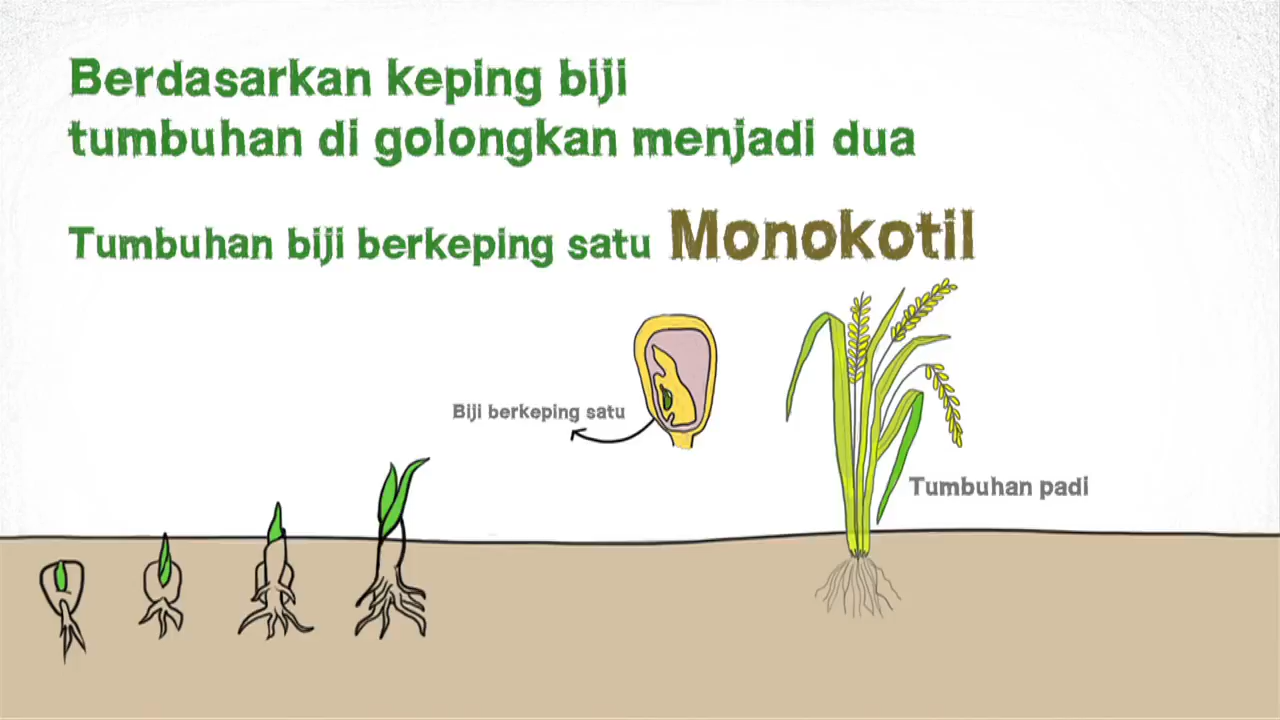 Berdasarkan keping biji
tumbuhan di golongkan menjadi dua
Tumbuhan biji berkeping satu Monokotil
Biji berkeping satu
Tumbuhan padi